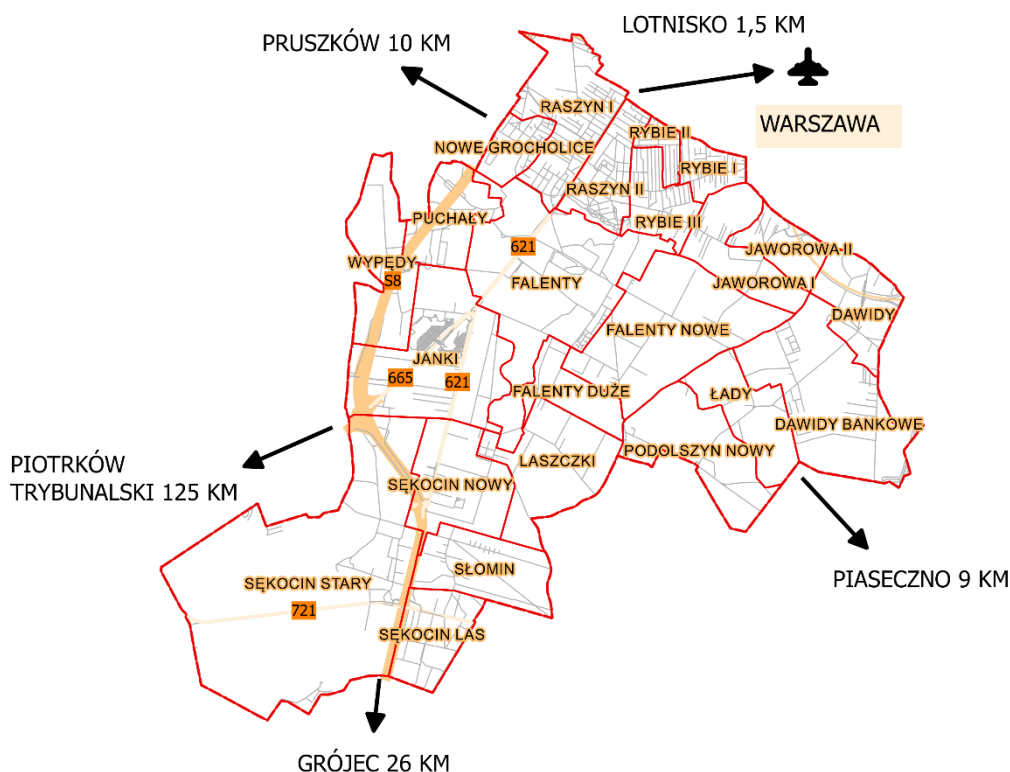 LOTNISKO 1,5 KM
PRUSZKÓW 10 KM
RASZYN I
WARSZAWA
RYBIE II
NOWE GROCHOLICE
RYBIE I
RASZYN II
PUCHAŁY
RYBIE III
621
JAWOROWA II
WYPĘDY
S8
FALENTY
JAWOROWA I
DAWIDY
FALENTY NOWE
JANKI
665
621
FALENTY DUŻE
ŁADY
DAWIDY BANKOWE
PODOLSZYN NOWY
LASZCZKI
PIOTRKÓW
TRYBUNALSKI 125 KM
SĘKOCIN NOWY
SŁOMIN
PIASECZNO 9 KM
SĘKOCIN STARY
721
SĘKOCIN LAS
GRÓJEC 26 KM